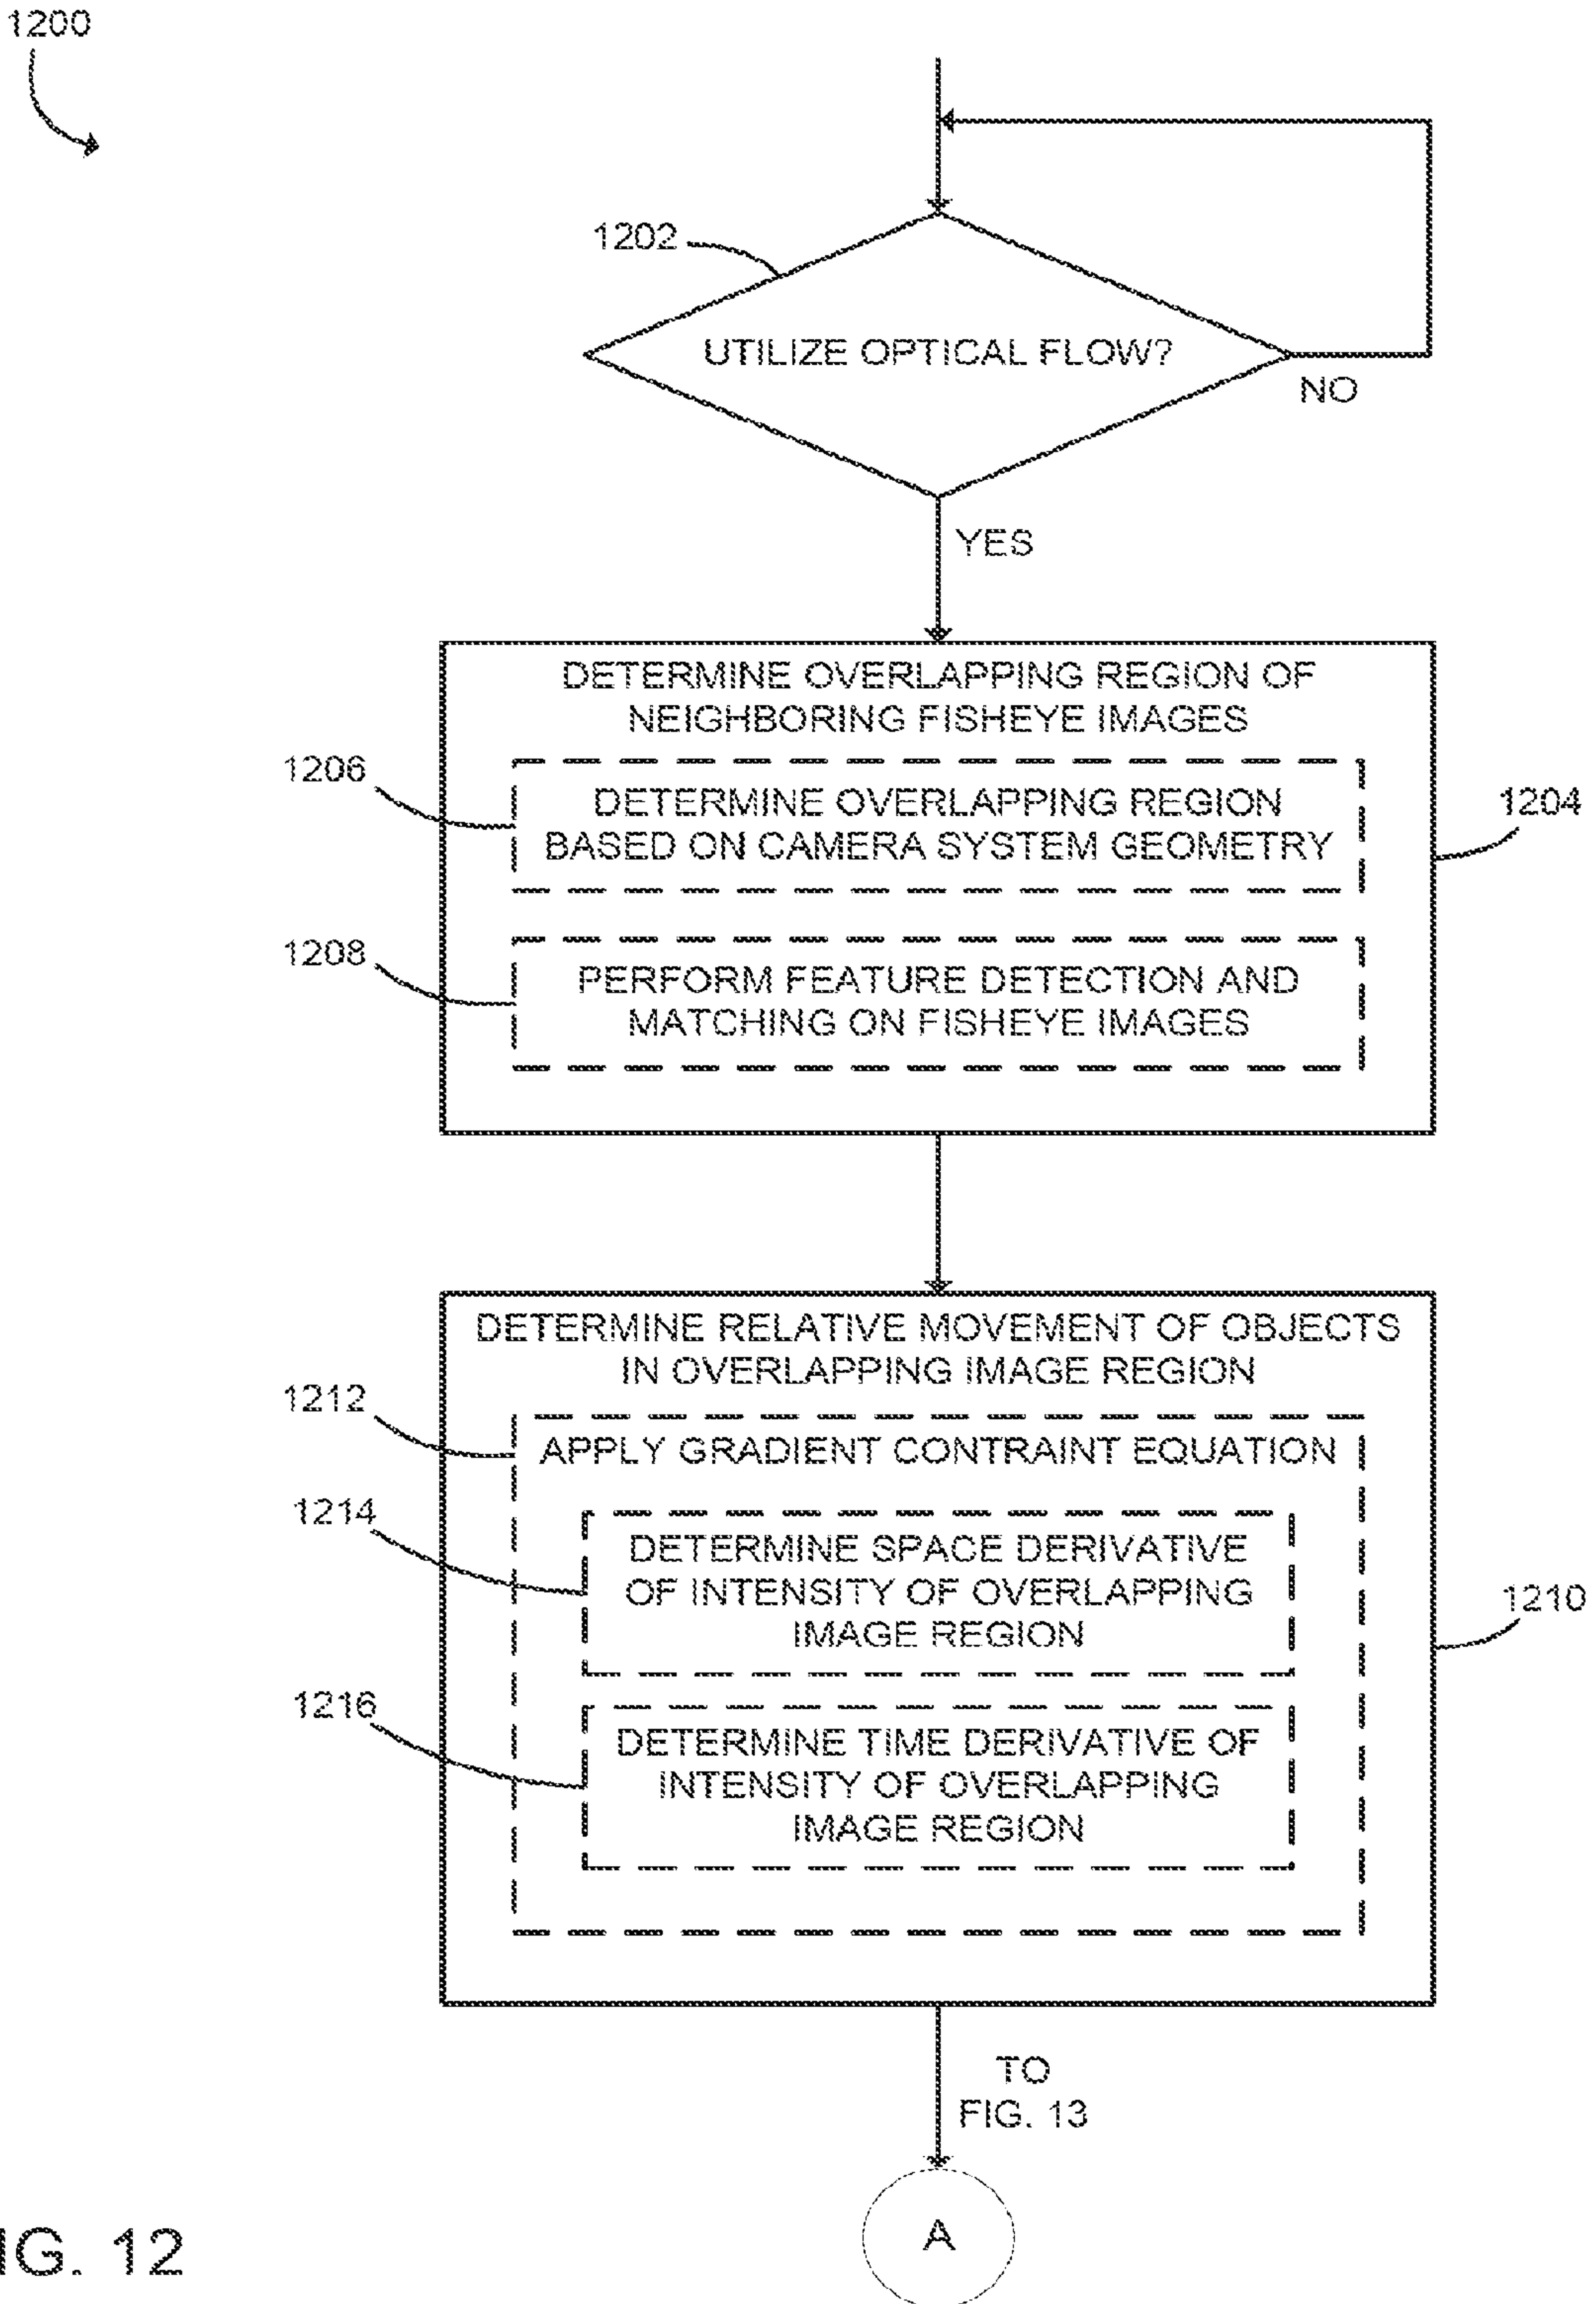 1200
1202
UTILIZE OPTICAL FLOW?
NO
YES
DETERMINE OVERLAPPING REGION OF
NEIGHBORING FISHEYE IMAGES
1206
DETERMINE OVERLAPPING REGION
BASED ON CAMERA SYSTEM GEOMETRY
1204
1208
PERFORM FEATURE DETECTION AND
MATCHING ON FISHEYE IMAGES
DETERMINE RELATIVE MOVEMENT OF OBJECTS
IN OVERLAPPING IMAGE REGION
1212
APPLY GRADIENT CONTRAINT EQUATION
1214
DETERMINE SPACE DERIVATIVE
OF INTENSITY OF OVERLAPPING
IMAGE REGION
1210
1216
DETERMINE TIME DERIVATIVE OF
INTENSITY OF OVERLAPPING
IMAGE REGION
TO
FIG. 13
A
IG. 12